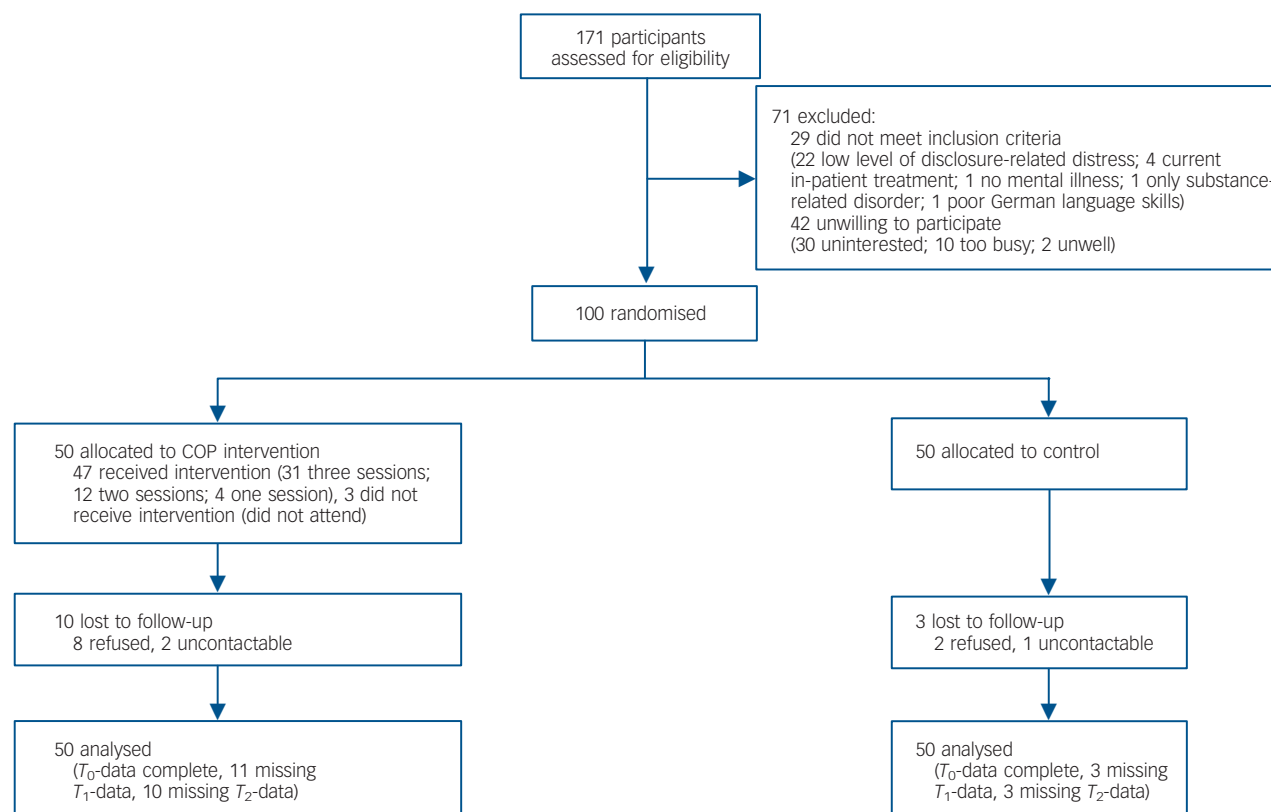 171 participants
assessed for eligibility
71 excluded:
29 did not meet inclusion criteria
(22 low level of disclosure-related distress; 4 current
in-patient treatment; 1 no mental illness; 1 only substance-
related disorder; 1 poor German language skills)
42 unwilling to participate
(30 uninterested; 10 too busy; 2 unwell)
100 randomised
50 allocated to COP intervention
47 received intervention (31 three sessions;
12 two sessions; 4 one session), 3 did not
receive intervention (did not attend)
50 allocated to control
10 lost to follow-up
8 refused, 2 uncontactable
3 lost to follow-up
2 refused, 1 uncontactable
50 analysed
(T0-data complete, 11 missing
T1-data, 10 missing T2-data)
50 analysed
(T0-data complete, 3 missing
T1-data, 3 missing T2-data)